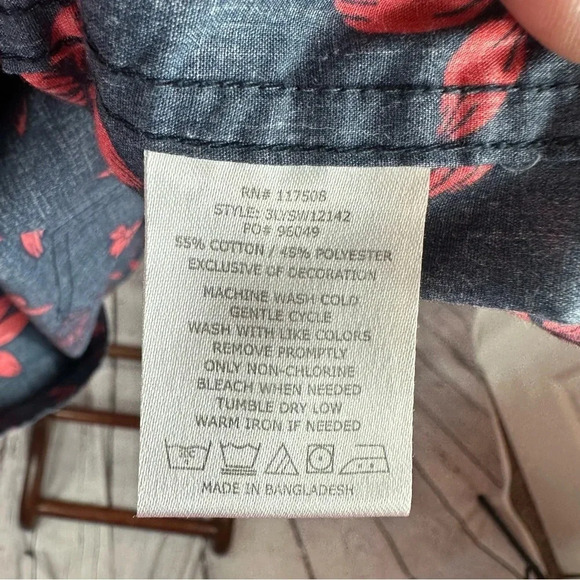 RN# 117508
STYLE: 3LYSW12142
PO# 96049
55% COTTON / 45% POLYESTER
EXCLUSIVE OF DECORATION
MACHINE WASH COLD
GENTLE CYCLE
WASH WITH LIKE COLORS
REMOVE PROMPTLY
ONLY NON-CHLORINE
BLEACH WHEN NEEDED
TUMBLE DRY LOW
WARM IRON IF NEEDED
MADE IN BANGLADESH